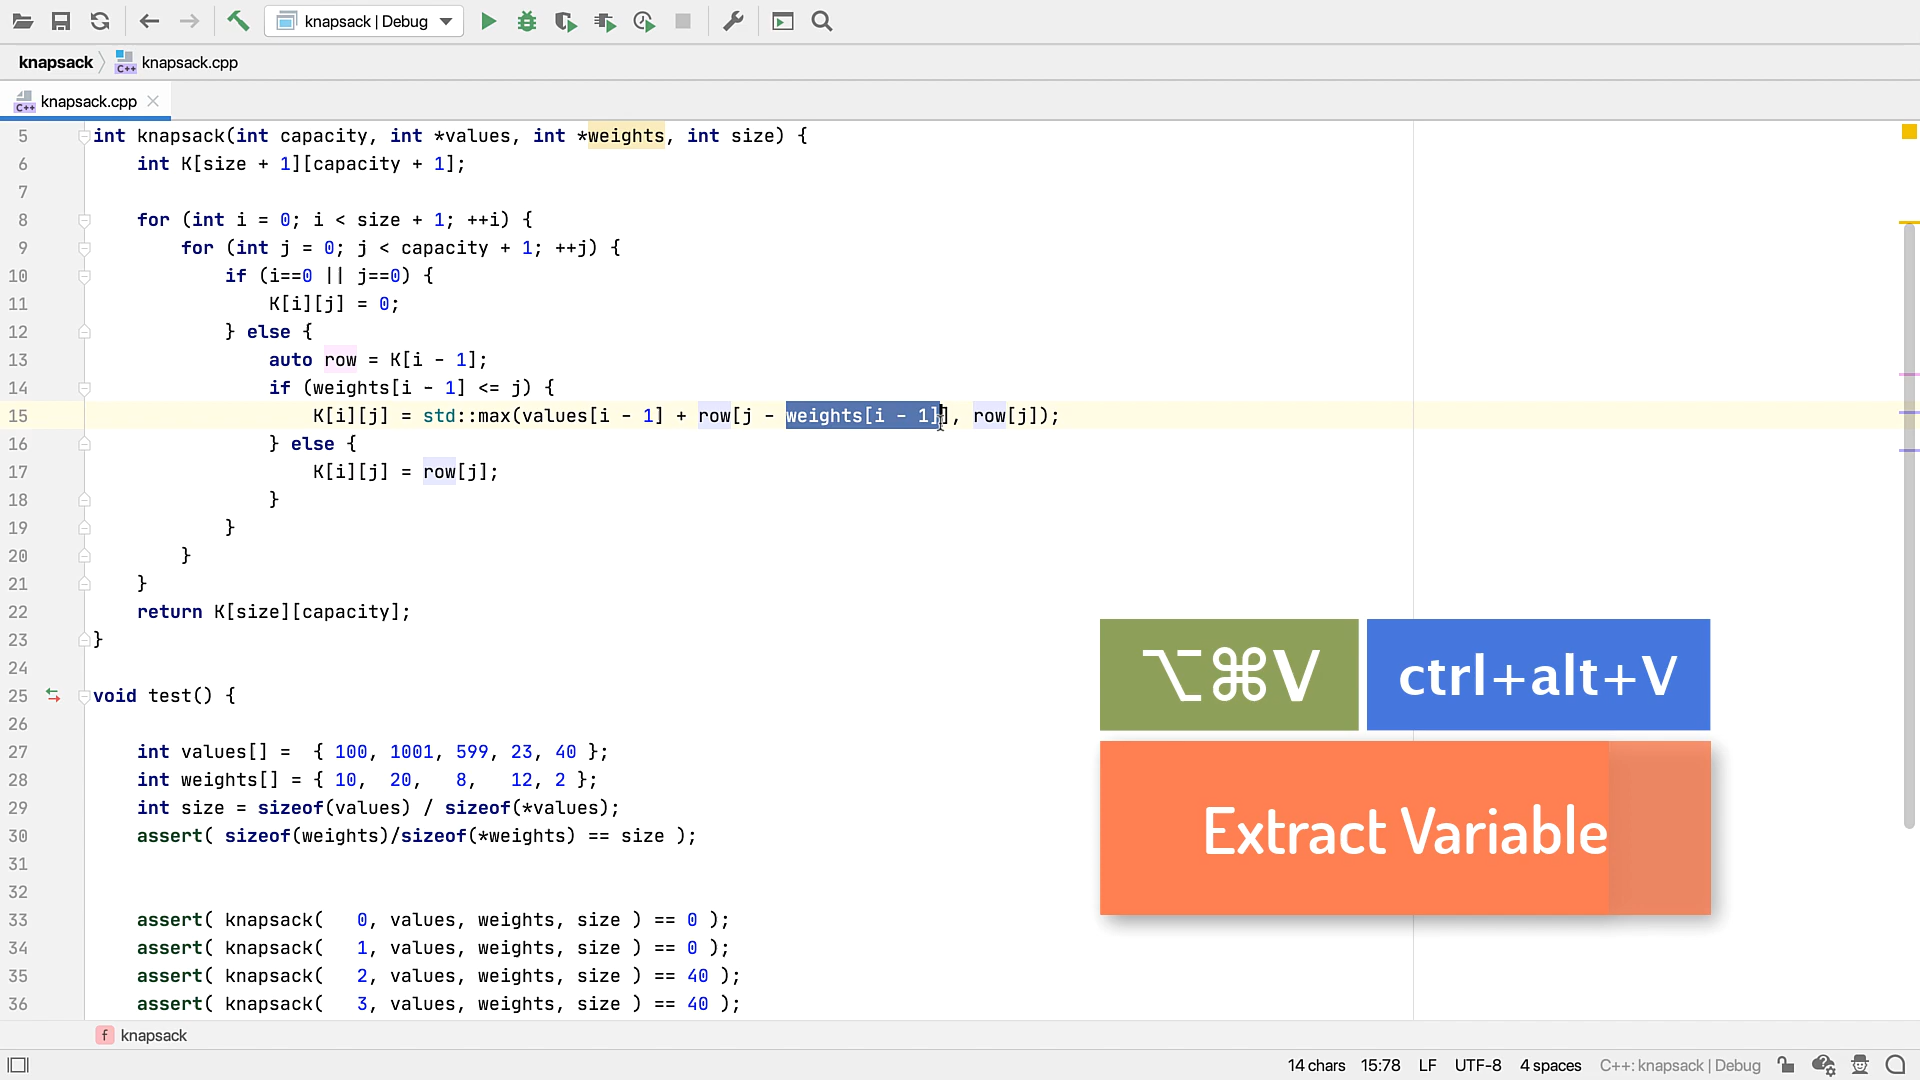 knapsack | Debug
knapsack knapsack.cpp
knapsack.cpp
5 int knapsack(int capacity, int *values, int *weights, int size) {
6 int K[size + 1][capacity + 1];
7
8 for (int i = 0; i < size + 1; ++i) {
9 for (int j = 0; j < capacity + 1; ++j) {
10 if (i==0 || j==0) {
11 K[i][j] = 0;
12 } else {
13 auto row = K[i - 1];
14 if (weights[i - 1] <= j) {
15 K[i][j] = std::max(values[i - 1] + row[j - weights[i - 1]], row[j]);
16 } else {
17 K[i][j] = row[j];
18 }
19 }
20 }
21 }
22 return K[size][capacity];
23 }
24
25 void test() {
26
27 int values[] = { 100, 1001, 599, 23, 40 };
28 int weights[] = { 10, 20, 8, 12, 2 };
29 int size = sizeof(values) / sizeof(*values);
30 assert( sizeof(weights)/sizeof(*weights) == size );
31
32
33 assert( knapsack( 0, values, weights, size ) == 0 );
34 assert( knapsack( 1, values, weights, size ) == 0 );
35 assert( knapsack( 2, values, weights, size ) == 40 );
36 assert( knapsack( 3, values, weights, size ) == 40 );
⌥⌘V ctrl+alt+V
Extract Variable
f knapsack
14 chars 15:78 LF UTF-8 4 spaces C++: knapsack | Debug